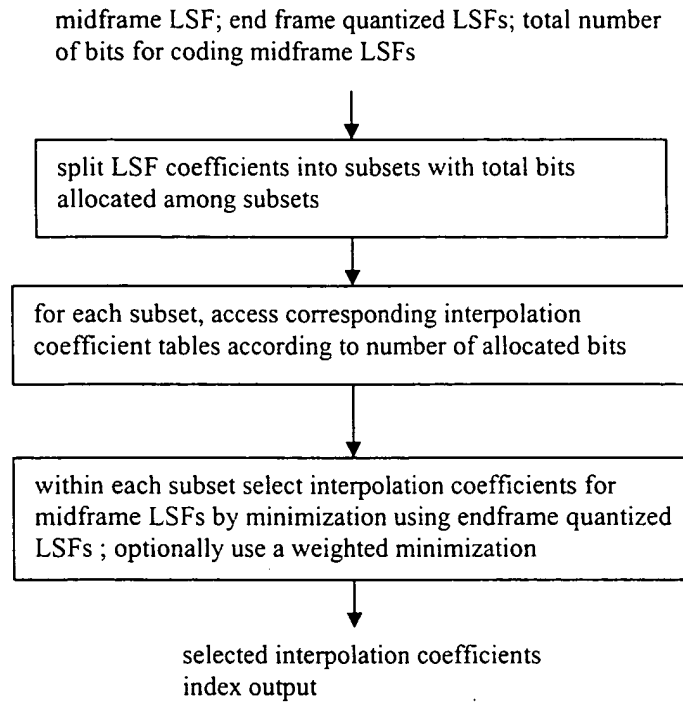 midframe LSF; end frame quantized LSFs; total number
of bits for coding midframe LSFs
split LSF coefficients into subsets with total bits
allocated among subsets
for each subset, access corresponding interpolation
coefficient tables according to number of allocated bits
within each subset select interpolation coefficients for
midframe LSFs by minimization using endframe quantized
LSFs ; optionally use a weighted minimization
selected interpolation coefficients
index output